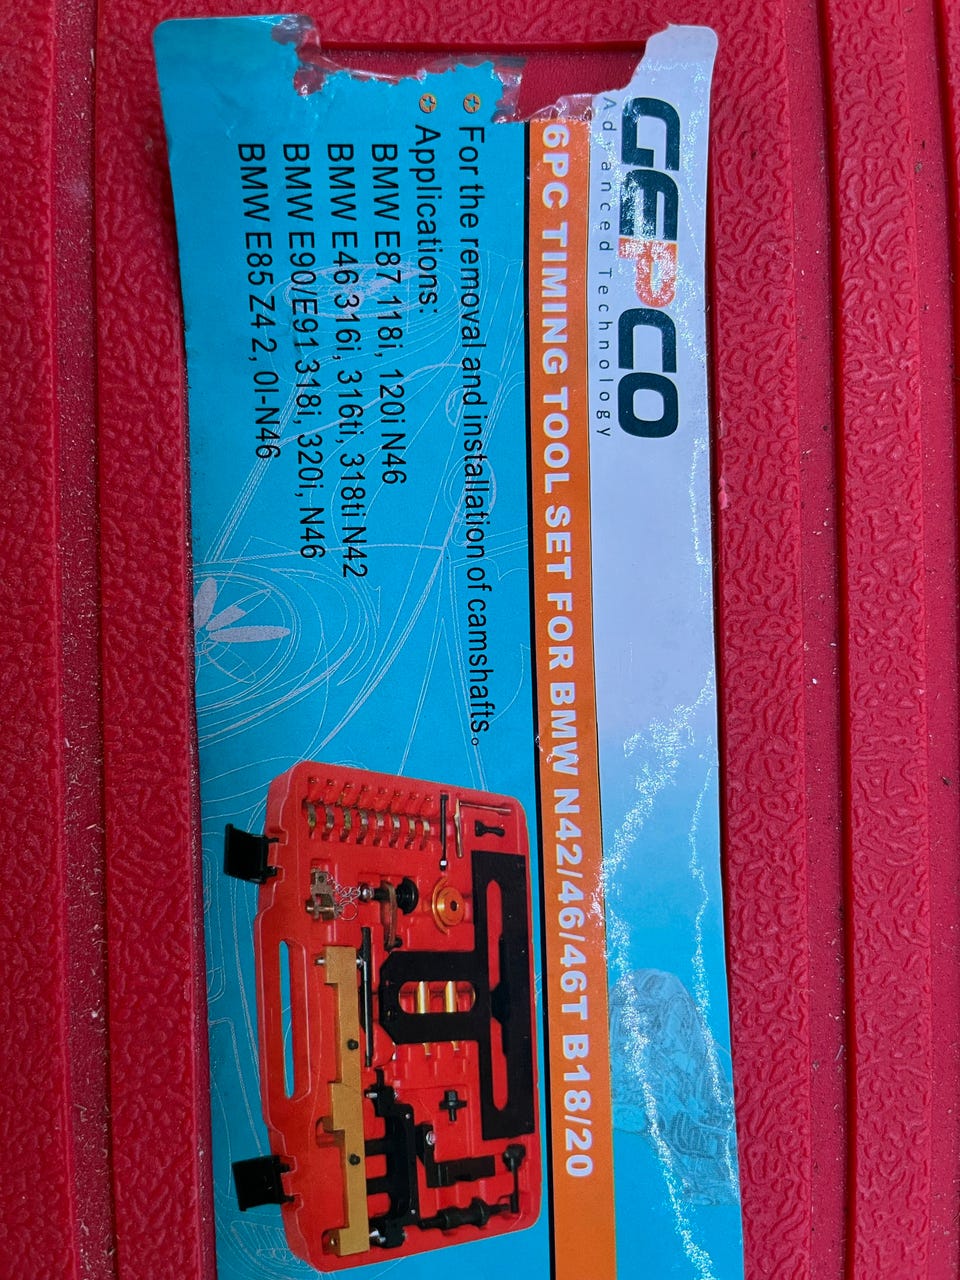 GEPCO
Advanced Technology
6PC TIMING TOOL SET FOR BMW N42/46/46T B18/20
For the removal and installation of camshafts。
Applications:
BMW E87 118i, 120i N46
BMW E46 316i, 316ti, 318ti N42
BMW E90/E91 318i, 320i, N46
BMW E85 Z4 2, 0I-N46